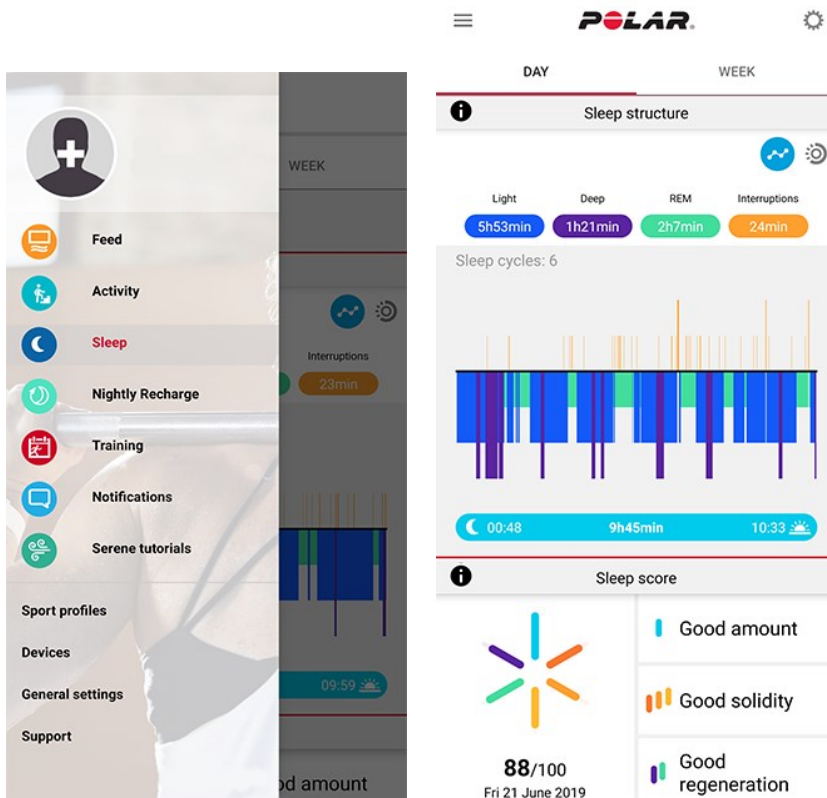 WEEK
Feed
Activity
Sleep
Interruptions
Nightly Recharge
23min
Training
Notifications
Serene tutorials
Sport profiles
Devices
General settings
09:59
Support
od amount
POLAR
DAY WEEK
Sleep structure
Light Deep REM Interruptions
5h53min 1h21min 2h7min 24min
Sleep cycles: 6
00:48 9h45min 10:33
Sleep score
Good amount
Good solidity
88/100
Fri 21 June 2019
Good
regeneration